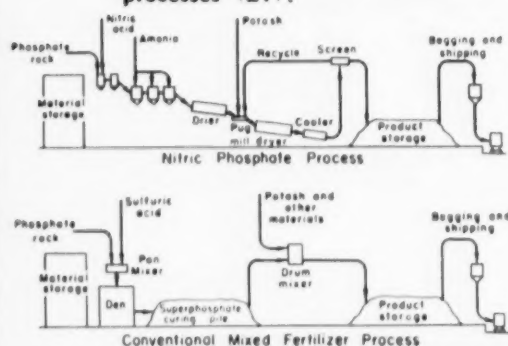 processes
Nitric
acid
Potash
Phosphate
rock
Amonia
Recycle
Screen
Bagging and
shipping
Material
storage
Drier
Pug
mill dryer
Cooler
Product
storage
Nitric Phosphate Process
Sulfuric
acid
Potash and
other
materials
Phosphate
rock
Bagging and
shipping
Pan
Mixer
Material
storage
Den
Superphosphate
curing pile
Drum
mixer
Product
storage
Conventional Mixed Fertilizer Process